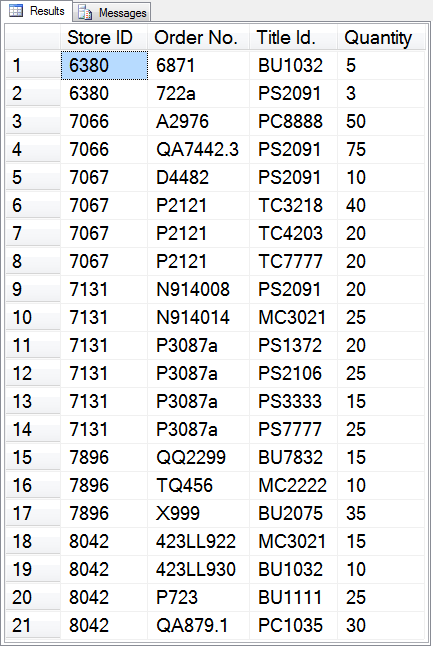 Results Messages
Store ID Order No. Title Id. Quantity
1 6380 6871 BU1032 5
2 6380 722a PS2091 3
3 7066 A2976 PC8888 50
4 7066 QA7442.3 PS2091 75
5 7067 D4482 PS2091 10
6 7067 P2121 TC3218 40
7 7067 P2121 TC4203 20
8 7067 P2121 TC7777 20
9 7131 N914008 PS2091 20
10 7131 N914014 MC3021 25
11 7131 P3087a PS1372 20
12 7131 P3087a PS2106 25
13 7131 P3087a PS3333 15
14 7131 P3087a PS7777 25
15 7896 QQ2299 BU7832 15
16 7896 TQ456 MC2222 10
17 7896 X999 BU2075 35
18 8042 423LL922 MC3021 15
19 8042 423LL930 BU1032 10
20 8042 P723 BU1111 25
21 8042 QA879.1 PC1035 30